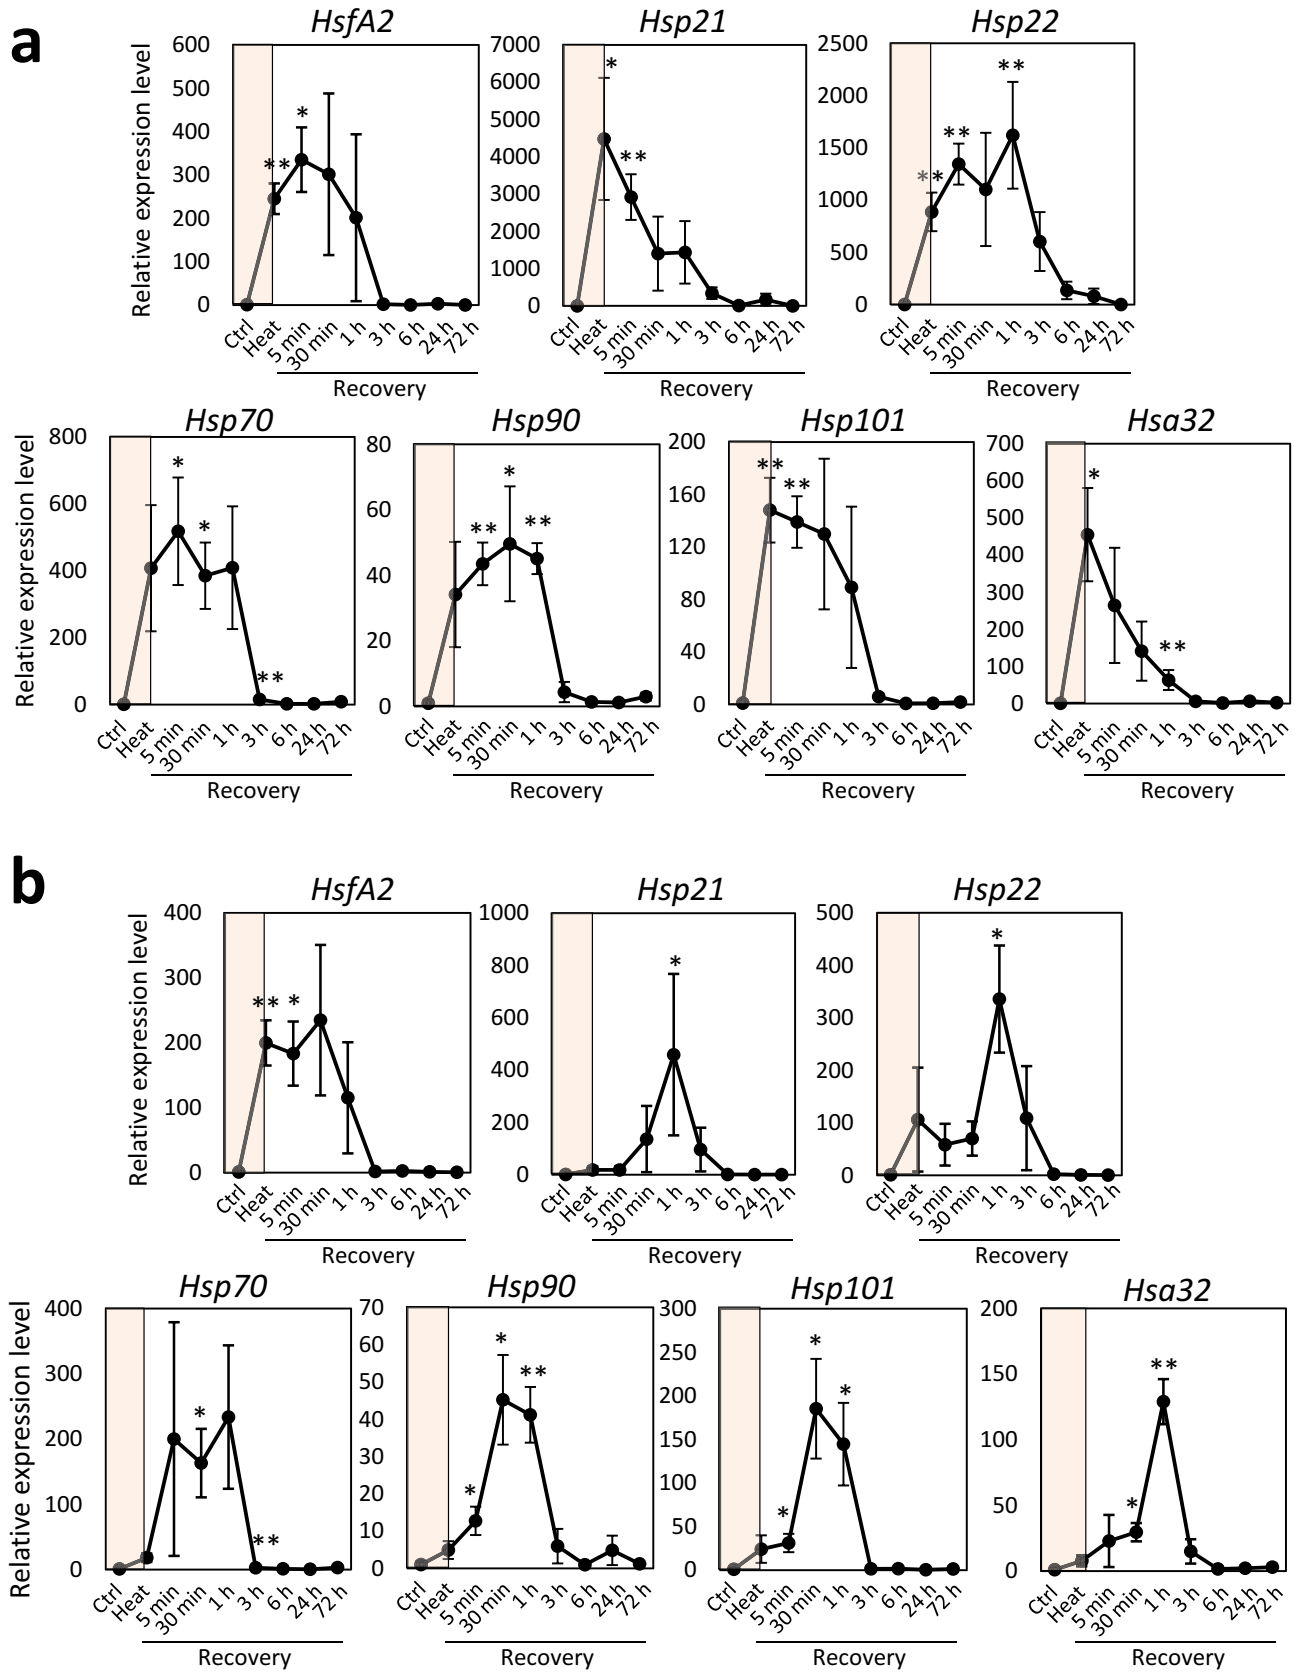 a
HsfA2
Hsp21
Hsp22
Relative expression level
600
500
400
300
200
100
0
** *
Ctrl Heat 5 min 30 min 1 h 3 h 6 h 24 h 72 h
Recovery
7000
6000
5000
4000
3000
2000
1000
0
* **
Ctrl Heat 5 min 30 min 1 h 3 h 6 h 24 h 72 h
Recovery
2500
2000
1500
1000
500
0
** ** **
Ctrl Heat 5 min 30 min 1 h 3 h 6 h 24 h 72 h
Recovery
Hsp70
Hsp90
Hsp101
Hsa32
Relative expression level
800
600
400
200
0
* * **
Ctrl Heat 5 min 30 min 1 h 3 h 6 h 24 h 72 h
Recovery
80
60
40
20
0
** * **
Ctrl Heat 5 min 30 min 1 h 3 h 6 h 24 h 72 h
Recovery
200
160
120
80
40
0
** **
Ctrl Heat 5 min 30 min 1 h 3 h 6 h 24 h 72 h
Recovery
700
600
500
400
300
200
100
0
* **
Ctrl Heat 5 min 30 min 1 h 3 h 6 h 24 h 72 h
Recovery
b
HsfA2
Hsp21
Hsp22
Relative expression level
400
300
200
100
0
** *
Ctrl Heat 5 min 30 min 1 h 3 h 6 h 24 h 72 h
Recovery
1000
800
600
400
200
0
*
Ctrl Heat 5 min 30 min 1 h 3 h 6 h 24 h 72 h
Recovery
500
400
300
200
100
0
*
Ctrl Heat 5 min 30 min 1 h 3 h 6 h 24 h 72 h
Recovery
Hsp70
Hsp90
Hsp101
Hsa32
Relative expression level
400
300
200
100
0
* **
Ctrl Heat 5 min 30 min 1 h 3 h 6 h 24 h 72 h
Recovery
70
60
50
40
30
20
10
0
* * **
Ctrl Heat 5 min 30 min 1 h 3 h 6 h 24 h 72 h
Recovery
300
250
200
150
100
50
0
* * *
Ctrl Heat 5 min 30 min 1 h 3 h 6 h 24 h 72 h
Recovery
200
150
100
50
0
* **
Ctrl Heat 5 min 30 min 1 h 3 h 6 h 24 h 72 h
Recovery